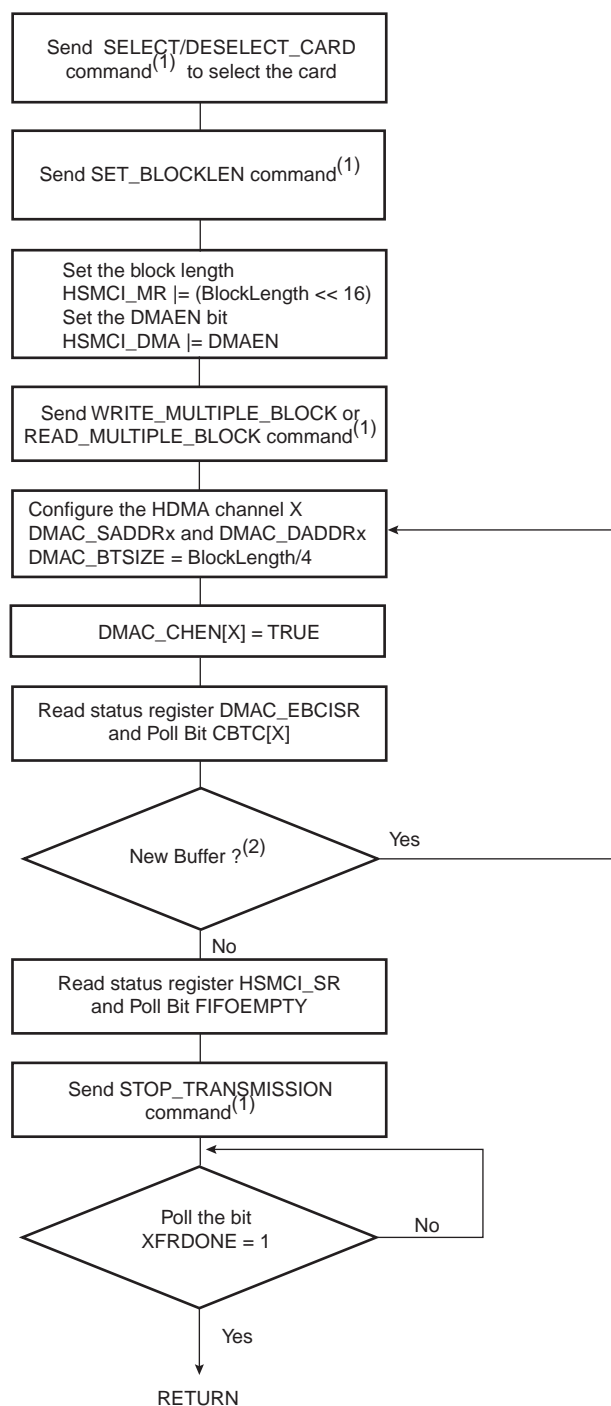 Send SELECT/DESELECT_CARD
command(1) to select the card
Send SET_BLOCKLEN command(1)
Set the block length
HSMCI_MR |= (BlockLength << 16)
Set the DMAEN bit
HSMCI_DMA |= DMAEN
Send WRITE_MULTIPLE_BLOCK or
READ_MULTIPLE_BLOCK command(1)
Configure the HDMA channel X
DMAC_SADDRx and DMAC_DADDRx
DMAC_BTSIZE = BlockLength/4
DMAC_CHEN[X] = TRUE
Read status register DMAC_EBCISR
and Poll Bit CBTC[X]
New Buffer ?(2)
Yes
No
Read status register HSMCI_SR
and Poll Bit FIFOEMPTY
Send STOP_TRANSMISSION
command(1)
Poll the bit
XFRDONE = 1
No
Yes
RETURN